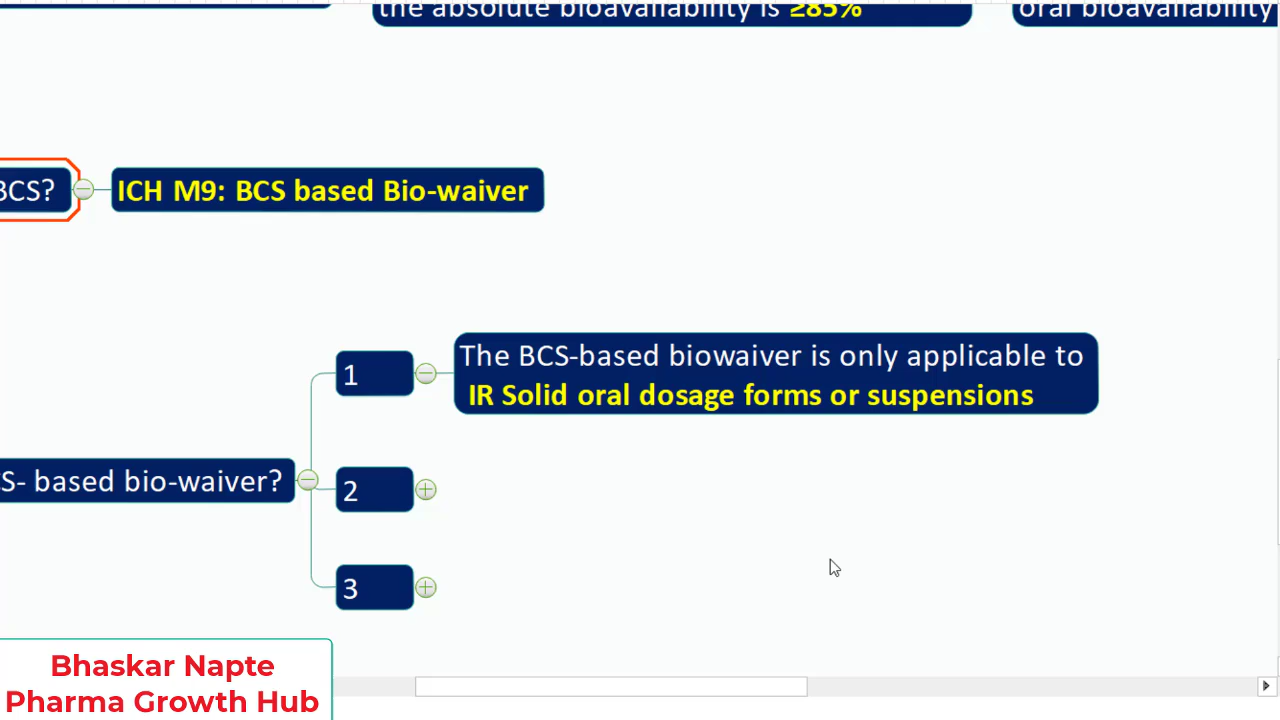 the absolute bioavailability is ≥85%
oral bioavailability
BCS?
ICH M9: BCS based Bio-waiver
1
The BCS-based biowaiver is only applicable to
IR Solid oral dosage forms or suspensions
S- based bio-waiver?
2
3
Bhaskar Napte
Pharma Growth Hub